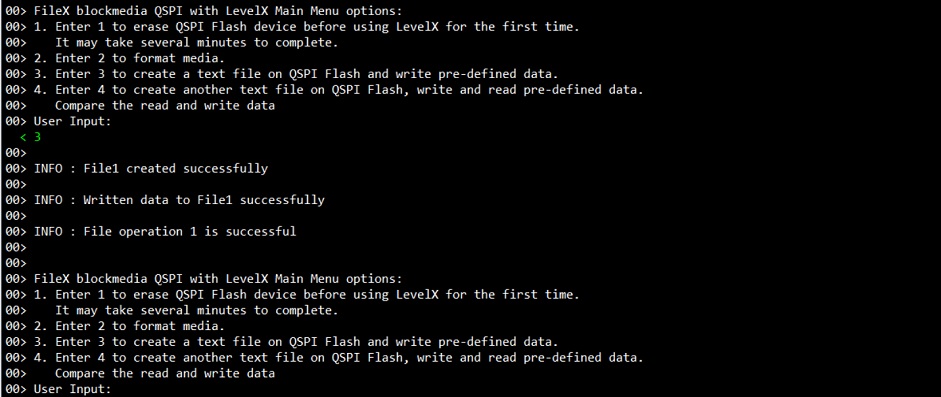 00> FileX blockmedia QSPI with LevelX Main Menu options:
00> 1. Enter 1 to erase QSPI Flash device before using LevelX for the first time.
00>    It may take several minutes to complete.
00> 2. Enter 2 to format media.
00> 3. Enter 3 to create a text file on QSPI Flash and write pre-defined data.
00> 4. Enter 4 to create another text file on QSPI Flash, write and read pre-defined data.
00>    Compare the read and write data
00> User Input:
  < 3
00>
00> INFO : File1 created successfully
00>
00> INFO : Written data to File1 successfully
00>
00> INFO : File operation 1 is successful
00>
00>
00> FileX blockmedia QSPI with LevelX Main Menu options:
00> 1. Enter 1 to erase QSPI Flash device before using LevelX for the first time.
00>    It may take several minutes to complete.
00> 2. Enter 2 to format media.
00> 3. Enter 3 to create a text file on QSPI Flash and write pre-defined data.
00> 4. Enter 4 to create another text file on QSPI Flash, write and read pre-defined data.
00>    Compare the read and write data
00> User Input: